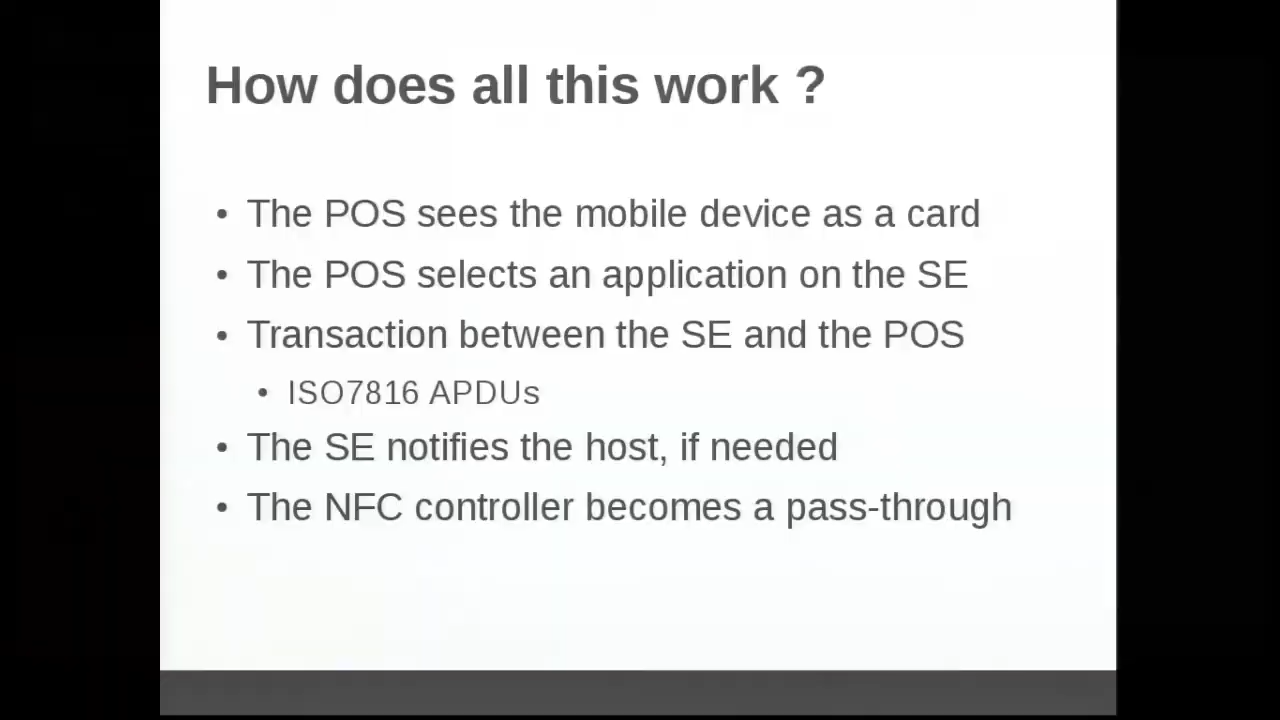 How does all this work ?
• The POS sees the mobile device as a card
• The POS selects an application on the SE
• Transaction between the SE and the POS
• ISO7816 APDUs
• The SE notifies the host, if needed
• The NFC controller becomes a pass-through